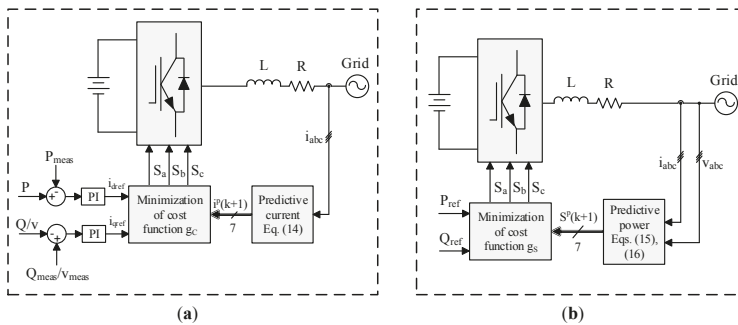 L
R
Grid
i_abc
P_meas
S_a S_b S_c
P
PI
i_dref
Minimization of cost function g_C
i^p(k+1)
7
Predictive current Eq. (14)
Q/v
PI
i_qref
Q_meas/v_meas
(a)
L
R
Grid
i_abc
v_abc
S_a S_b S_c
P_ref
Q_ref
Minimization of cost function g_S
S^p(k+1)
7
Predictive power Eqs. (15), (16)
(b)